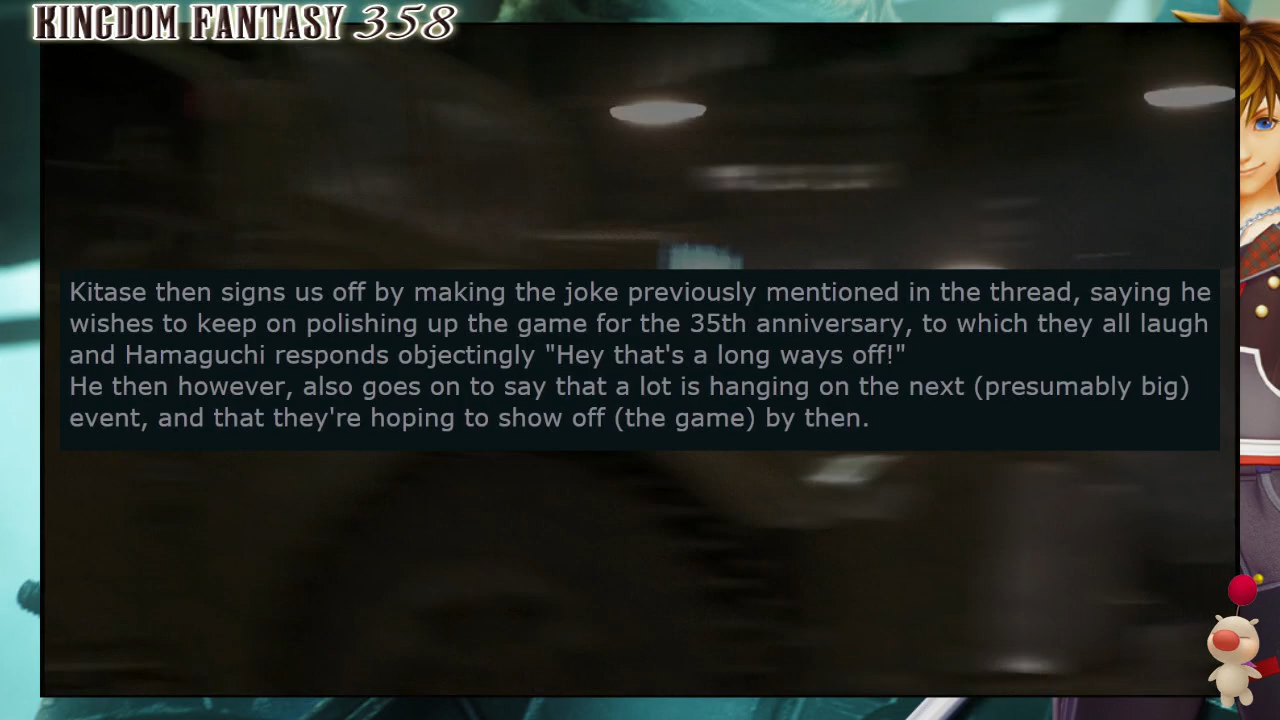 KINGDOM FANTASY 358
Kitase then signs us off by making the joke previously mentioned in the thread, saying he
wishes to keep on polishing up the game for the 35th anniversary, to which they all laugh
and Hamaguchi responds objectingly "Hey that's a long ways off!"
He then however, also goes on to say that a lot is hanging on the next (presumably big)
event, and that they're hoping to show off (the game) by then.